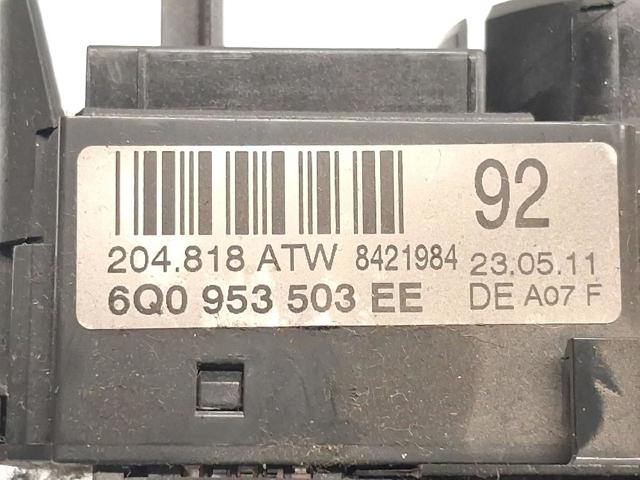 92
204.818 ATW 8421984 23.05.11
6Q0 953 503 EE DE A07 F